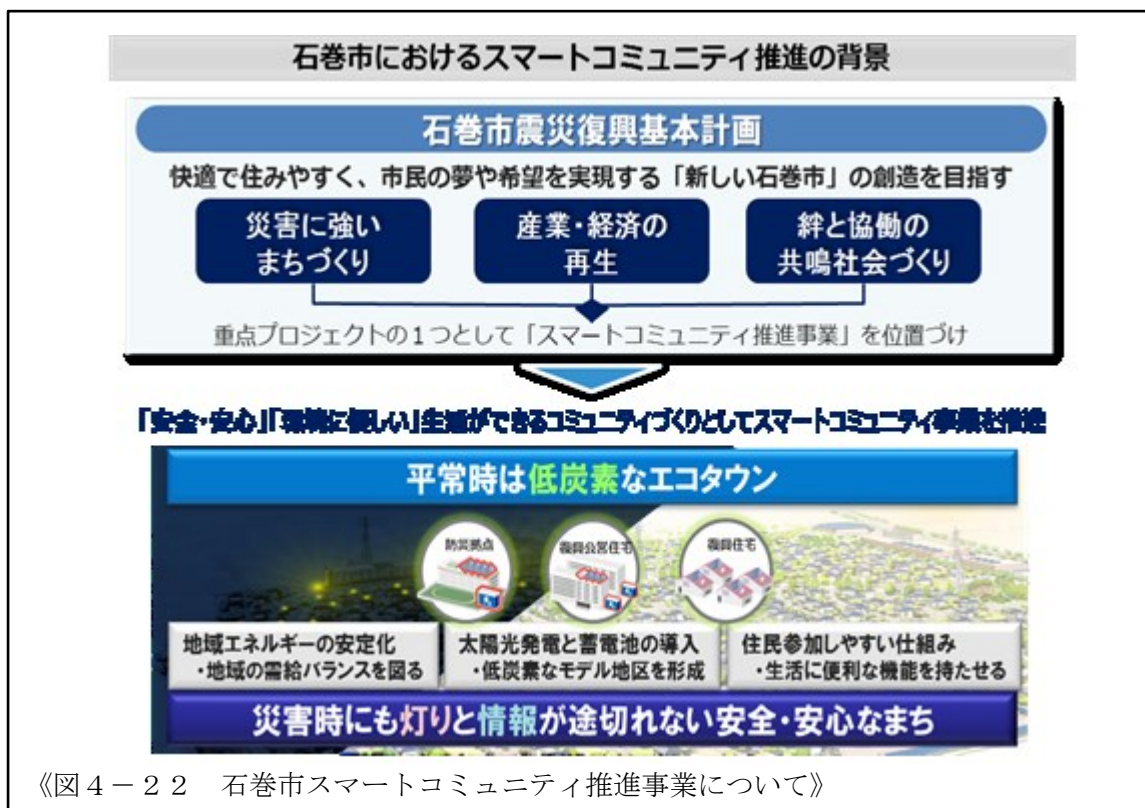 石巻市におけるスマートコミュニティ推進の背景
石巻市震災復興基本計画
快適で住みやすく、市民の夢や希望を実現する「新しい石巻市」の創造を目指す
災害に強い
まちづくり
産業・経済の
再生
絆と協働の
共鳴社会づくり
重点プロジェクトの1つとして「スマートコミュニティ推進事業」を位置づけ
「安全・安心」「環境に優しい」生活ができるコミュニティづくりとしてスマートコミュニティ事業を推進
平常時は低炭素なエコタウン
防災拠点
復興公営住宅
復興住宅
地域エネルギーの安定化
・地域の需給バランスを図る
太陽光発電と蓄電池の導入
・低炭素なモデル地区を形成
住民参加しやすい仕組み
・生活に便利な機能を持たせる
災害時にも灯りと情報が途切れない安全・安心なまち
《図4-22 石巻市スマートコミュニティ推進事業について》